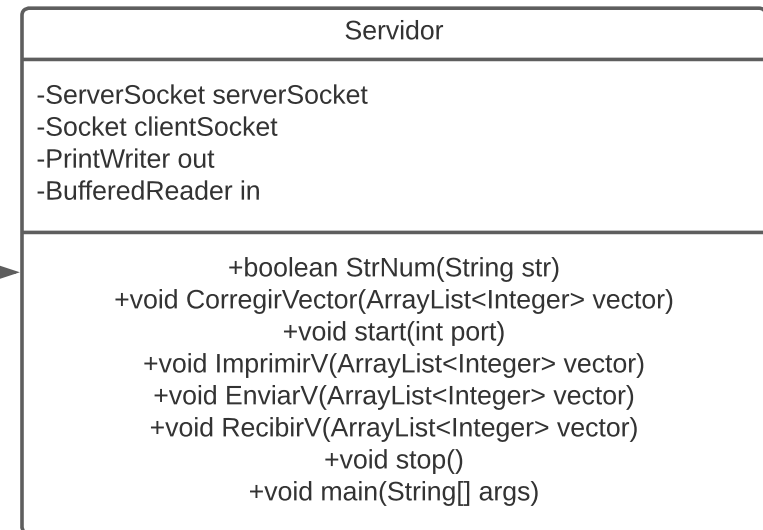 Servidor
-ServerSocket serverSocket
-Socket clientSocket
-PrintWriter out
-BufferedReader in
+boolean StrNum(String str)
+void CorregirVector(ArrayList<Integer> vector)
+void start(int port)
+void ImprimirV(ArrayList<Integer> vector)
+void EnviarV(ArrayList<Integer> vector)
+void RecibirV(ArrayList<Integer> vector)
+void stop()
+void main(String[] args)